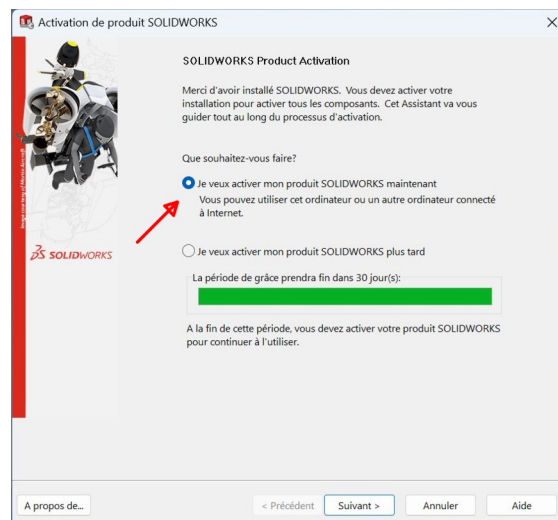 Activation de produit SOLIDWORKS
SOLIDWORKS Product Activation
Merci d'avoir installé SOLIDWORKS. Vous devez activer votre
installation pour activer tous les composants. Cet Assistant va vous
guider tout au long du processus d'activation.
Que souhaitez-vous faire?
Je veux activer mon produit SOLIDWORKS maintenant
Vous pouvez utiliser cet ordinateur ou un autre ordinateur connecté
à Internet.
SOLIDWORKS
Je veux activer mon produit SOLIDWORKS plus tard
La période de grâce prendra fin dans 30 jour(s):
A la fin de cette période, vous devez activer votre produit SOLIDWORKS
pour continuer à l'utiliser.
A propos de...
< Précédent
Suivant >
Annuler
Aide